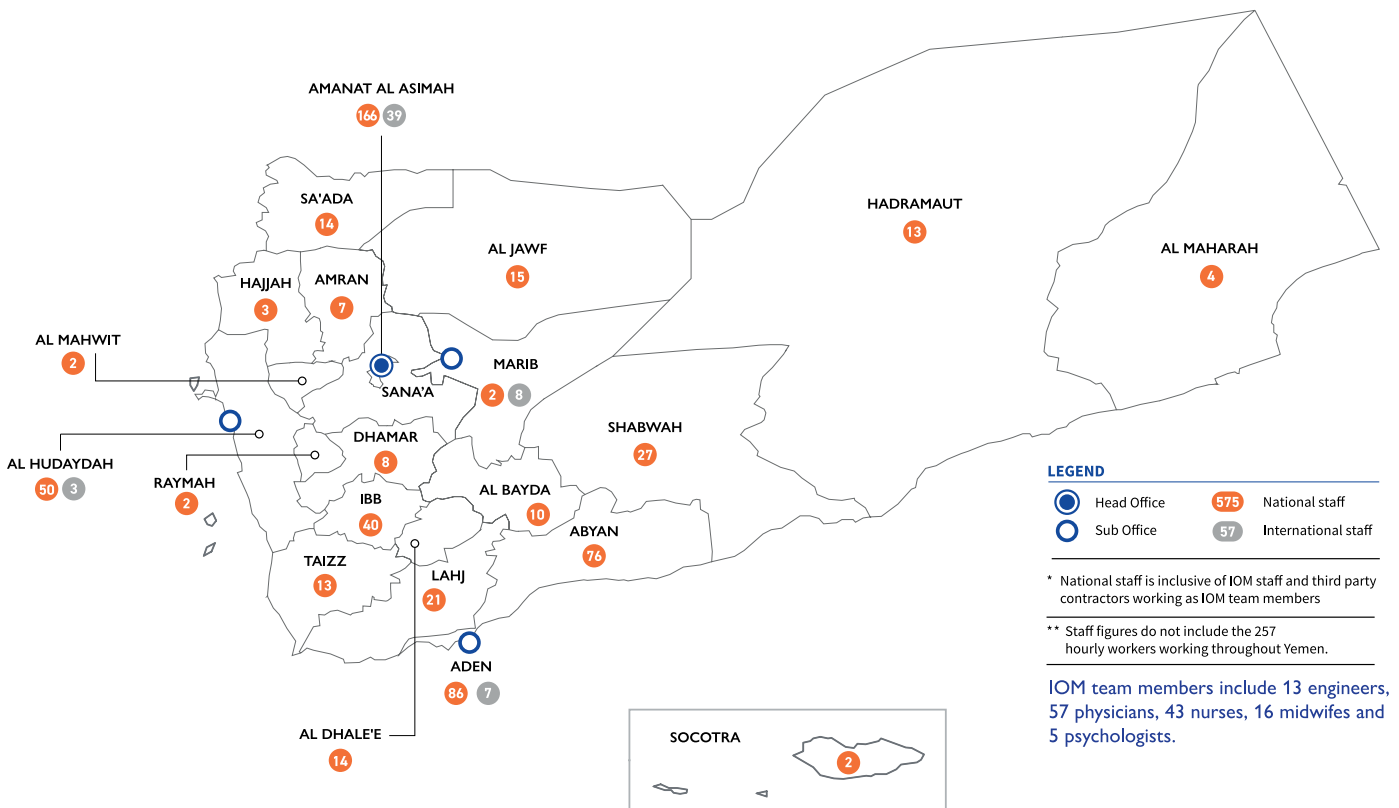 AMANAT AL ASIMAH
166 39
SA'ADA
14
HADRAMAUT
13
AL JAWF
15
AL MAHARAH
4
HAJJAH
3
AMRAN
7
AL MAHWIT
2
MARIB
2 8
SANA'A
SHABWAH
27
DHAMAR
8
AL HUDAYDAH
50 3
RAYMAH
2
IBB
40
AL BAYDA
10
ABYAN
76
TAIZZ
13
LAHJ
21
ADEN
86 7
AL DHALE'E
14
SOCOTRA
2
LEGEND
Head Office
575 National staff
Sub Office
57 International staff
* National staff is inclusive of IOM staff and third party
contractors working as IOM team members
** Staff figures do not include the 257
hourly workers working throughout Yemen.
IOM team members include 13 engineers,
57 physicians, 43 nurses, 16 midwifes and
5 psychologists.